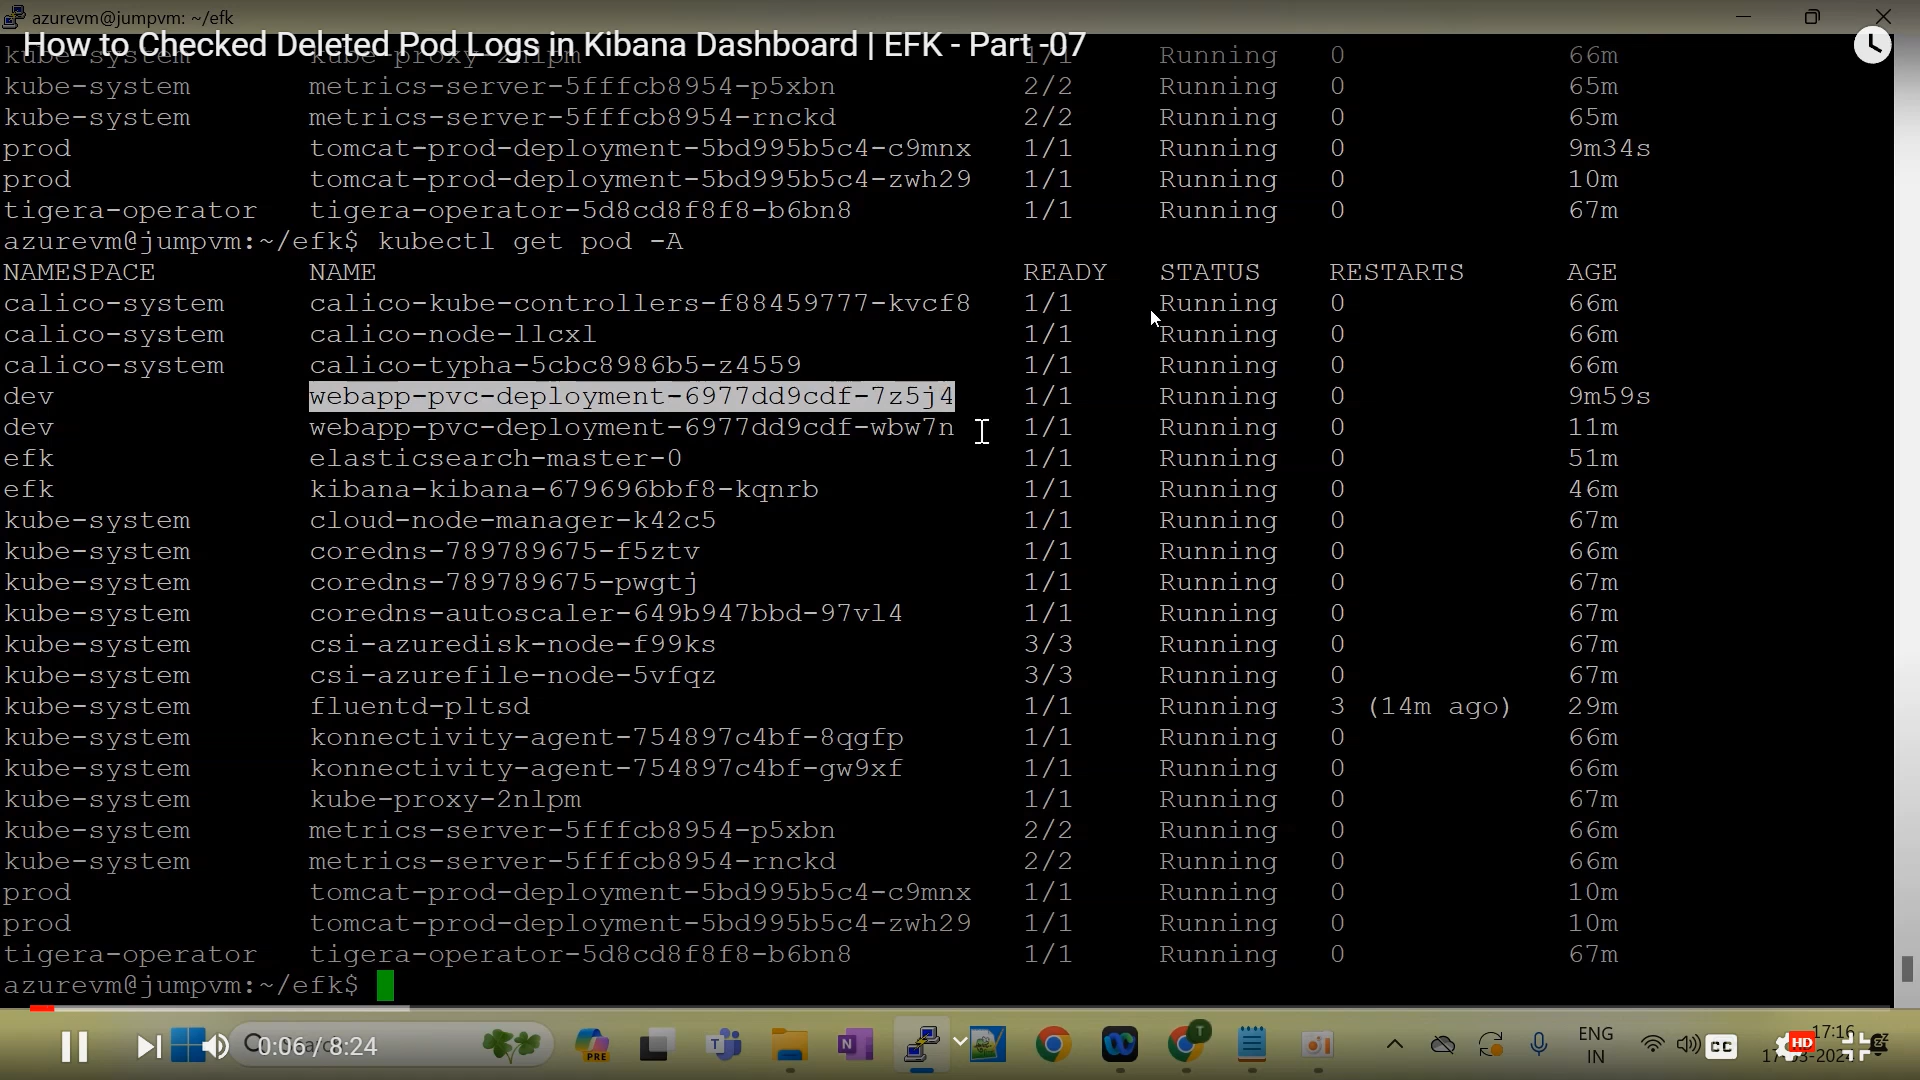 azurevm@jumpvm: ~/efk
How to Checked Deleted Pod Logs in Kibana Dashboard | EFK - Part -07
kube-system kube-proxy-2nlpm 1/1 Running 0 66m
kube-system metrics-server-5fffcb8954-p5xbn 2/2 Running 0 65m
kube-system metrics-server-5fffcb8954-rnckd 2/2 Running 0 65m
prod tomcat-prod-deployment-5bd995b5c4-c9mnx 1/1 Running 0 9m34s
prod tomcat-prod-deployment-5bd995b5c4-zwh29 1/1 Running 0 10m
tigera-operator tigera-operator-5d8cd8f8f8-b6bn8 1/1 Running 0 67m
azurevm@jumpvm:~/efk$ kubectl get pod -A
NAMESPACE NAME READY STATUS RESTARTS AGE
calico-system calico-kube-controllers-f88459777-kvcf8 1/1 Running 0 66m
calico-system calico-node-llcxl 1/1 Running 0 66m
calico-system calico-typha-5cbc8986b5-z4559 1/1 Running 0 66m
dev webapp-pvc-deployment-6977dd9cdf-7z5j4 1/1 Running 0 9m59s
dev webapp-pvc-deployment-6977dd9cdf-wbw7n 1/1 Running 0 11m
efk elasticsearch-master-0 1/1 Running 0 51m
efk kibana-kibana-679696bbf8-kqnrb 1/1 Running 0 46m
kube-system cloud-node-manager-k42c5 1/1 Running 0 67m
kube-system coredns-789789675-f5ztv 1/1 Running 0 66m
kube-system coredns-789789675-pwgtj 1/1 Running 0 67m
kube-system coredns-autoscaler-649b947bbd-97vl4 1/1 Running 0 67m
kube-system csi-azuredisk-node-f99ks 3/3 Running 0 67m
kube-system csi-azurefile-node-5vfqz 3/3 Running 0 67m
kube-system fluentd-pltsd 1/1 Running 3 (14m ago) 29m
kube-system konnectivity-agent-754897c4bf-8qgfp 1/1 Running 0 66m
kube-system konnectivity-agent-754897c4bf-gw9xf 1/1 Running 0 66m
kube-system kube-proxy-2nlpm 1/1 Running 0 67m
kube-system metrics-server-5fffcb8954-p5xbn 2/2 Running 0 66m
kube-system metrics-server-5fffcb8954-rnckd 2/2 Running 0 66m
prod tomcat-prod-deployment-5bd995b5c4-c9mnx 1/1 Running 0 10m
prod tomcat-prod-deployment-5bd995b5c4-zwh29 1/1 Running 0 10m
tigera-operator tigera-operator-5d8cd8f8f8-b6bn8 1/1 Running 0 67m
azurevm@jumpvm:~/efk$
0:06 / 8:24
PRE
ENG
IN
CC
HD
17:16